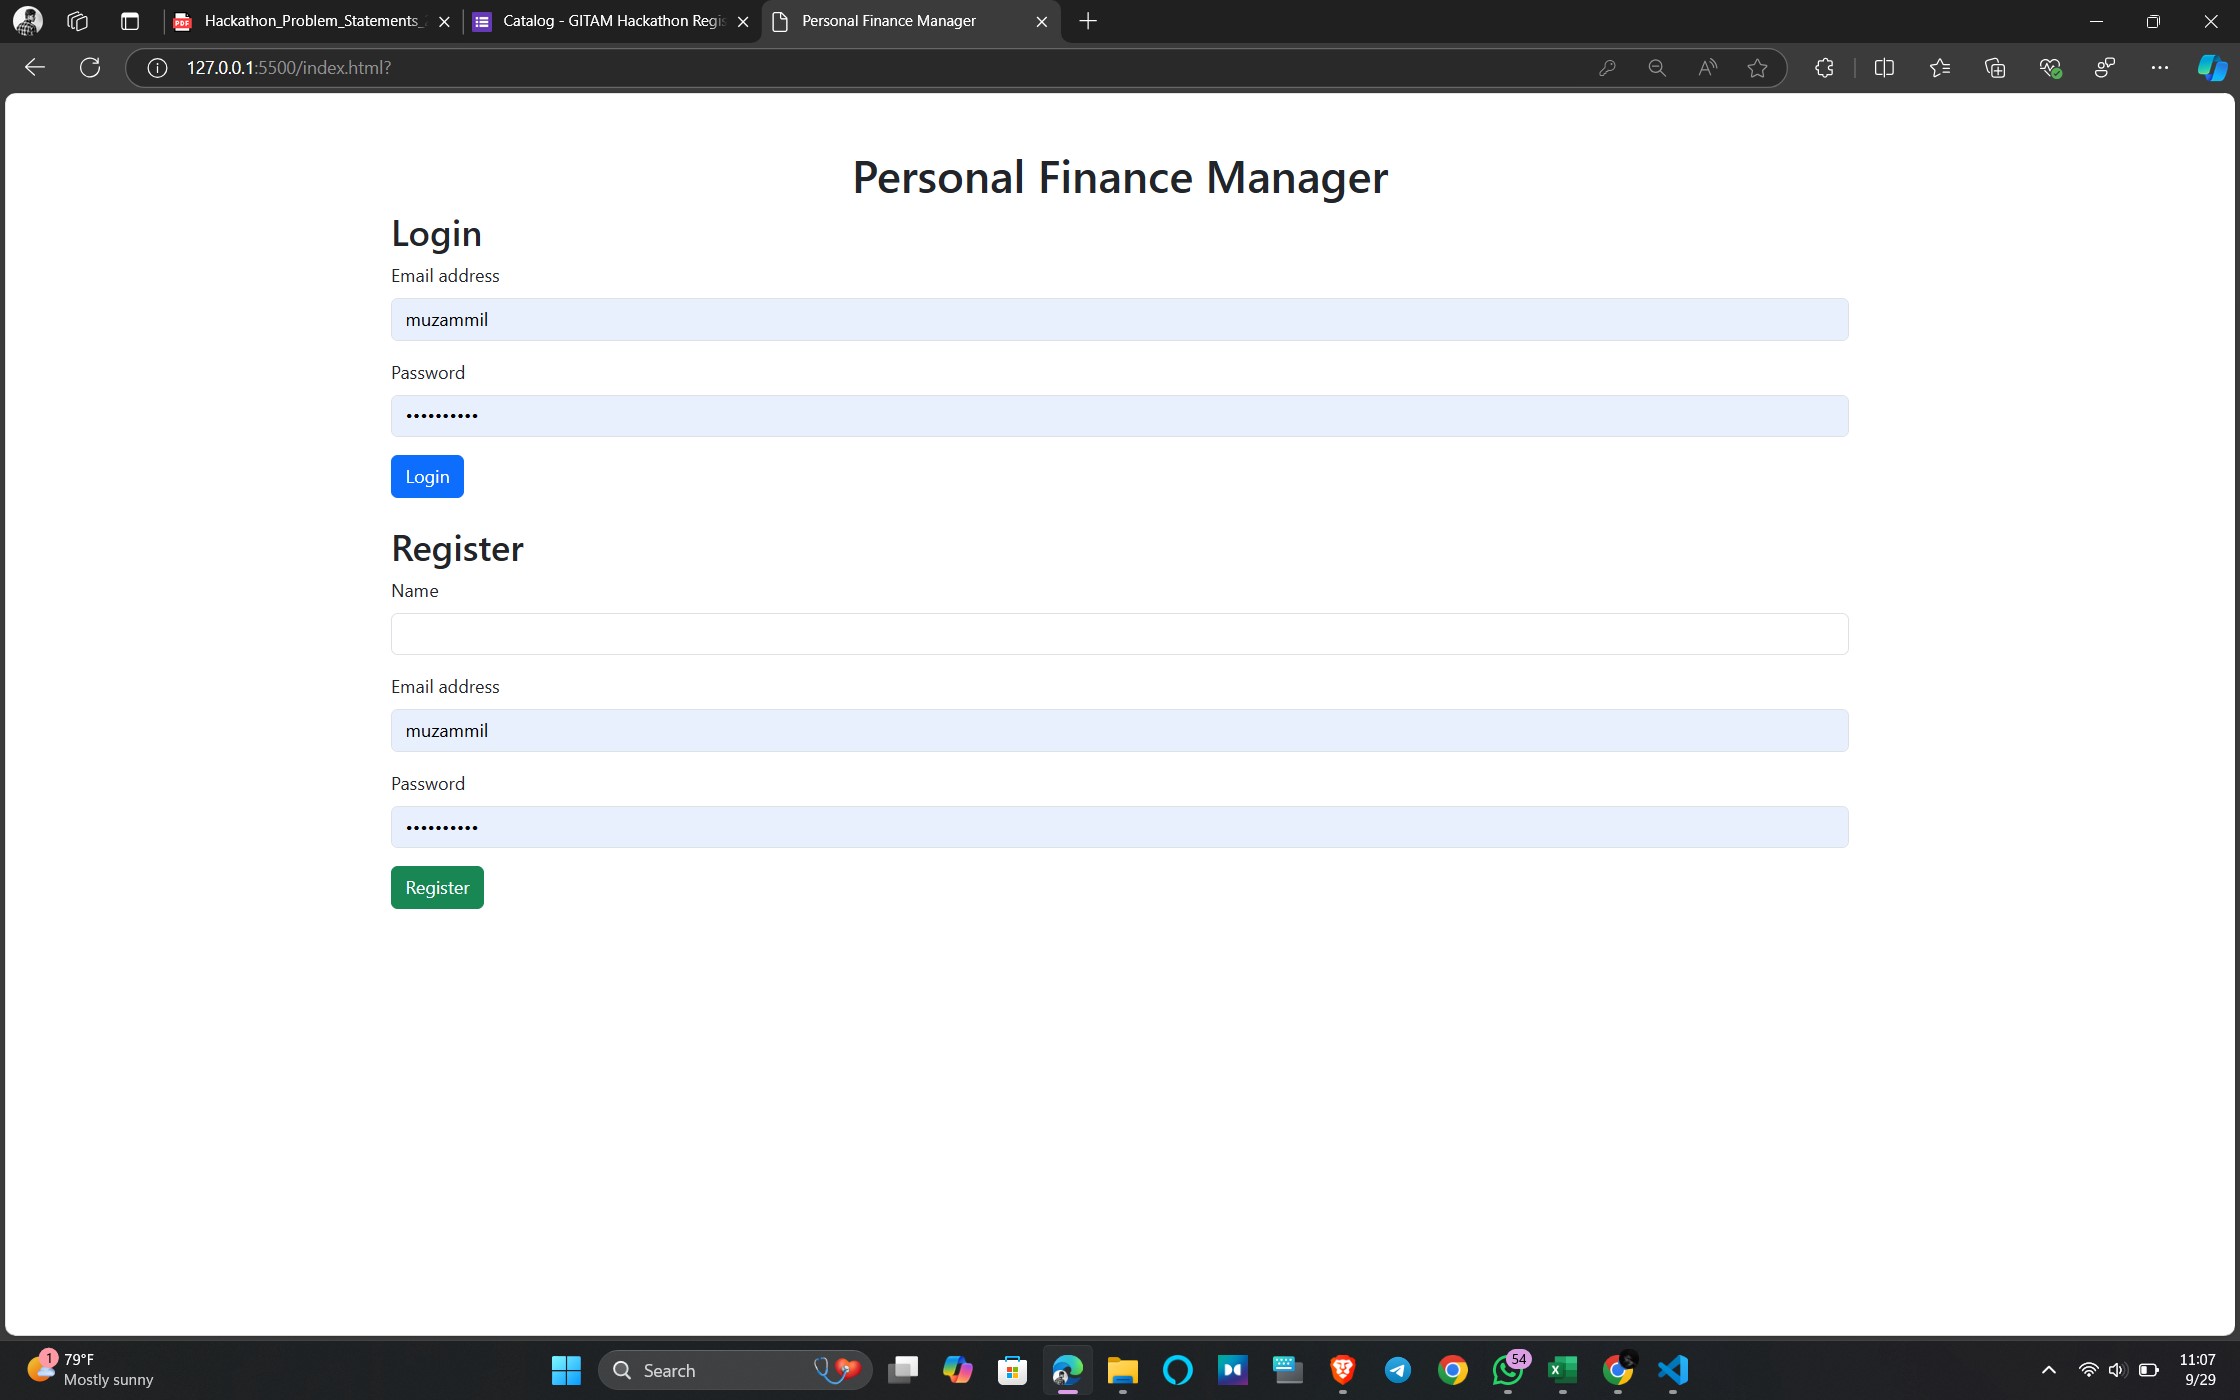 Hackathon_Problem_Statements_
Catalog - GITAM Hackathon Regis
Personal Finance Manager
127.0.0.1:5500/index.html?
Personal Finance Manager
Login
Email address
muzammil
Password
••••••••••
Login
Register
Name
Email address
muzammil
Password
••••••••••
Register
1
79°F
Mostly sunny
Search
54
11:07
9/29